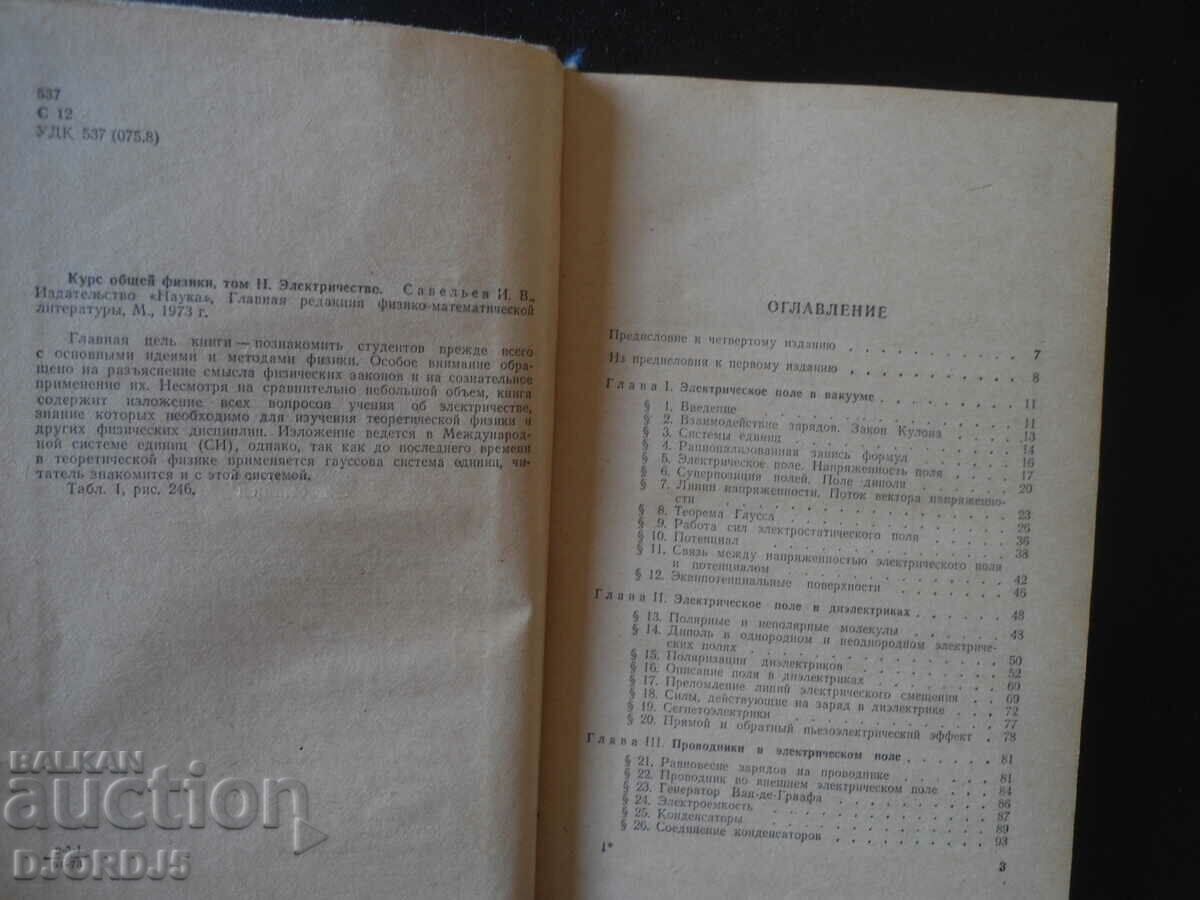 537
С 12
УДК 537 (075.8)
Курс общей физики, том II. Электричество. Савельев И. В.,
Издательство «Наука», Главная редакция физико-математической
литературы, М., 1973 г.
Главная цель книги — познакомить студентов прежде всего
с основными идеями и методами физики. Особое внимание обра-
щено на разъяснение смысла физических законов и на сознательное
применение их. Несмотря на сравнительно небольшой объем, книга
содержит изложение всех вопросов учения об электричестве,
знание которых необходимо для изучения теоретической физики и
других физических дисциплин. Изложение ведется в Международ-
ной системе единиц (СИ), однако, так как до последнего времени
в теоретической физике применяется гауссова система единиц, чи-
татель знакомится и с этой системой.
Табл. 1, рис. 246.
ОГЛАВЛЕНИЕ
Предисловие к четвертому изданию . . . . . . . . 7
Из предисловия к первому изданию . . . . . . . . 8
Глава I. Электрическое поле в вакууме . . . . . . . 11
§ 1. Введение . . . . . . . . . . . 11
§ 2. Взаимодействие зарядов. Закон Кулона . . . . 13
§ 3. Системы единиц . . . . . . . . . 14
§ 4. Рационализованная запись формул . . . . . 16
§ 5. Электрическое поле. Напряженность поля . . . 17
§ 6. Суперпозиция полей. Поле диполя . . . . . 20
§ 7. Линии напряженности. Поток вектора напряженно-
сти . . . . . . . . . . . . 23
§ 8. Теорема Гаусса . . . . . . . . . 26
§ 9. Работа сил электростатического поля . . . . 36
§ 10. Потенциал . . . . . . . . . . 38
§ 11. Связь между напряженностью электрического поля
и потенциалом . . . . . . . . . . 42
§ 12. Эквипотенциальные поверхности . . . . . 46
Глава II. Электрическое поле в диэлектриках . . . . . 48
§ 13. Полярные и неполярные молекулы . . . . . 48
§ 14. Диполь в однородном и неоднородном электриче-
ских полях . . . . . . . . . . . 50
§ 15. Поляризация диэлектриков . . . . . . . 52
§ 16. Описание поля в диэлектриках . . . . . . 60
§ 17. Преломление линий электрического смещения . . 69
§ 18. Силы, действующие на заряд в диэлектрике . . . 72
§ 19. Сегнетоэлектрики . . . . . . . . . 77
§ 20. Прямой и обратный пьезоэлектрический эффект . 78
Глава III. Проводники в электрическом поле . . . . . 81
§ 21. Равновесие зарядов на проводнике . . . . . 81
§ 22. Проводник во внешнем электрическом поле . . . 84
§ 23. Генератор Ван-де-Граафа . . . . . . . 86
§ 24. Электроемкость . . . . . . . . . 87
§ 25. Конденсаторы . . . . . . . . . . 89
§ 26. Соединение конденсаторов . . . . . . . 93
1*
3
BALKAN
auction
DJORDJ5